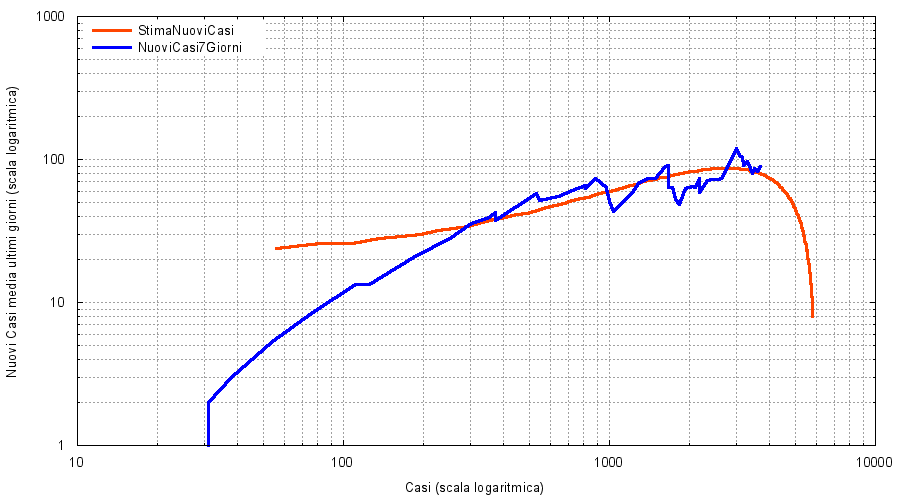 1000
StimaNuoviCasi
NuoviCasi7Giorni
100
10
1
10
100
1000
10000
Nuovi Casi media ultimi giorni (scala logaritmica)
Casi (scala logaritmica)